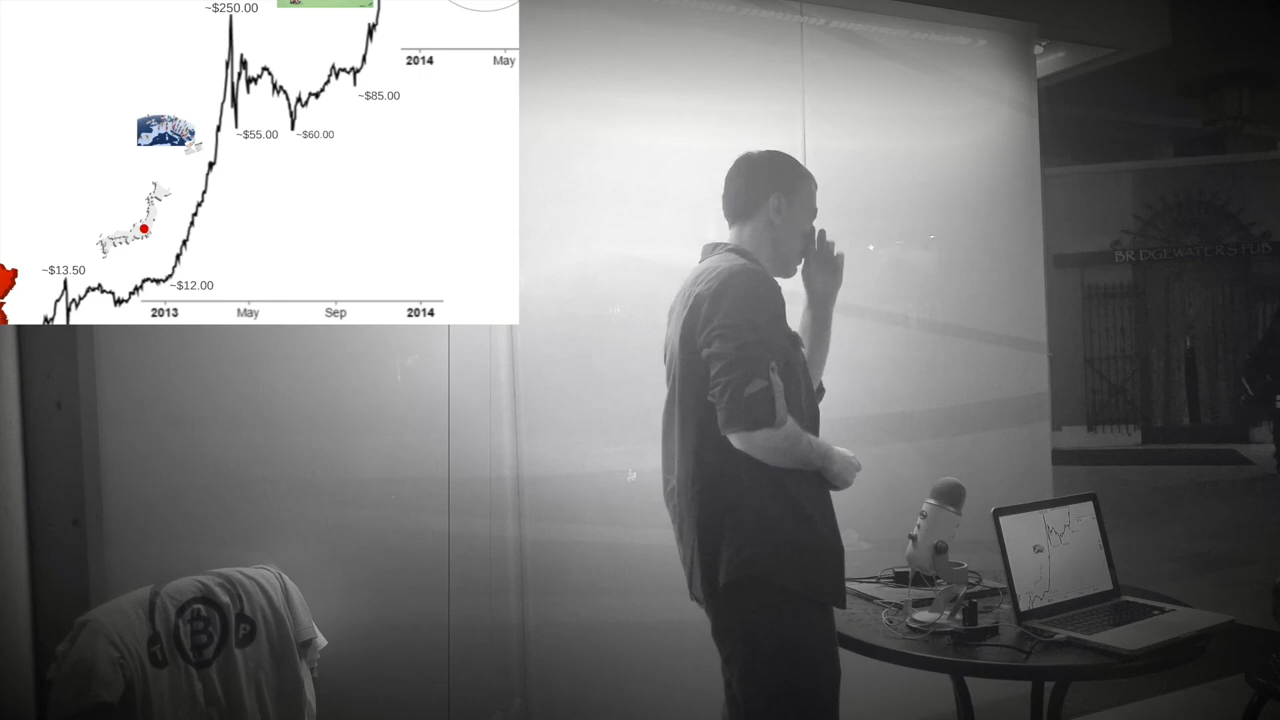 ~$250.00
2014 May
~$85.00
~$55.00
~$60.00
~$13.50
~$12.00
2013 May Sep 2014
BRIDGEWATERS PUB
T ₿ P